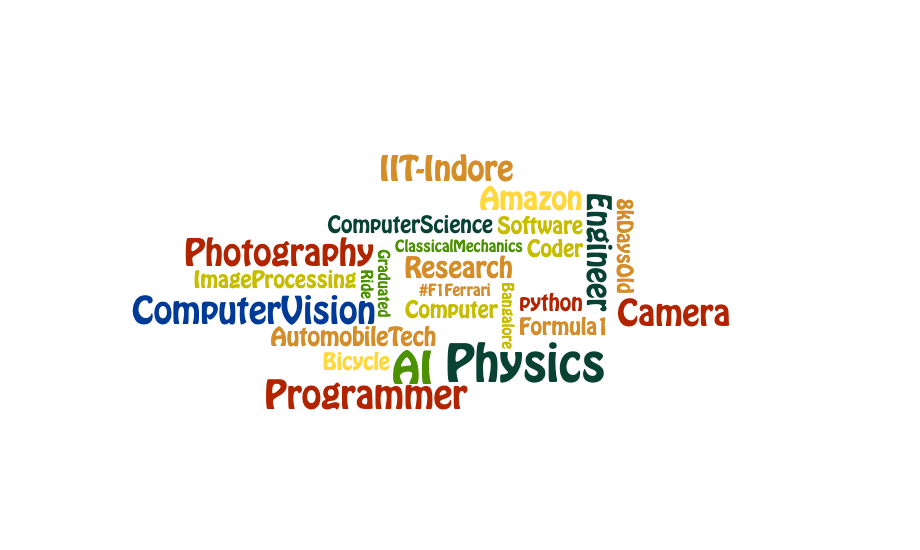 IIT-Indore
Amazon
Engineer
8kDaysOld
ComputerScience
Software
Photography
ClassicalMechanics
Coder
Graduated
Research
ImageProcessing
Ride
#F1Ferrari
Bangalore
python
ComputerVision
Computer
Camera
Formula1
AutomobileTech
Bicycle
AI
Physics
Programmer